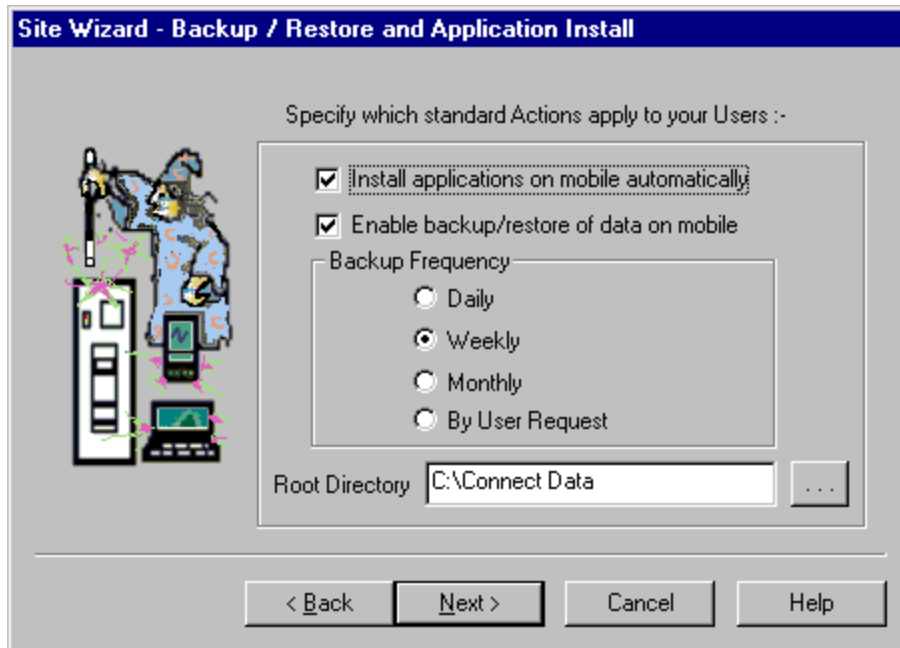 Site Wizard - Backup / Restore and Application Install
Specify which standard Actions apply to your Users :-
Install applications on mobile automatically
Enable backup/restore of data on mobile
Backup Frequency
Daily
Weekly
Monthly
By User Request
Root Directory C:\Connect Data ...
< Back Next > Cancel Help